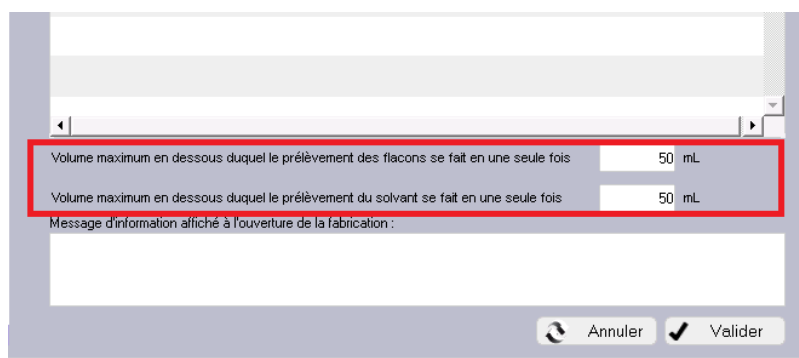 Volume maximum en dessous duquel le prélèvement des flacons se fait en une seule fois 50 mL
Volume maximum en dessous duquel le prélèvement du solvant se fait en une seule fois 50 mL
Message d'information affiché à l'ouverture de la fabrication :
Annuler Valider